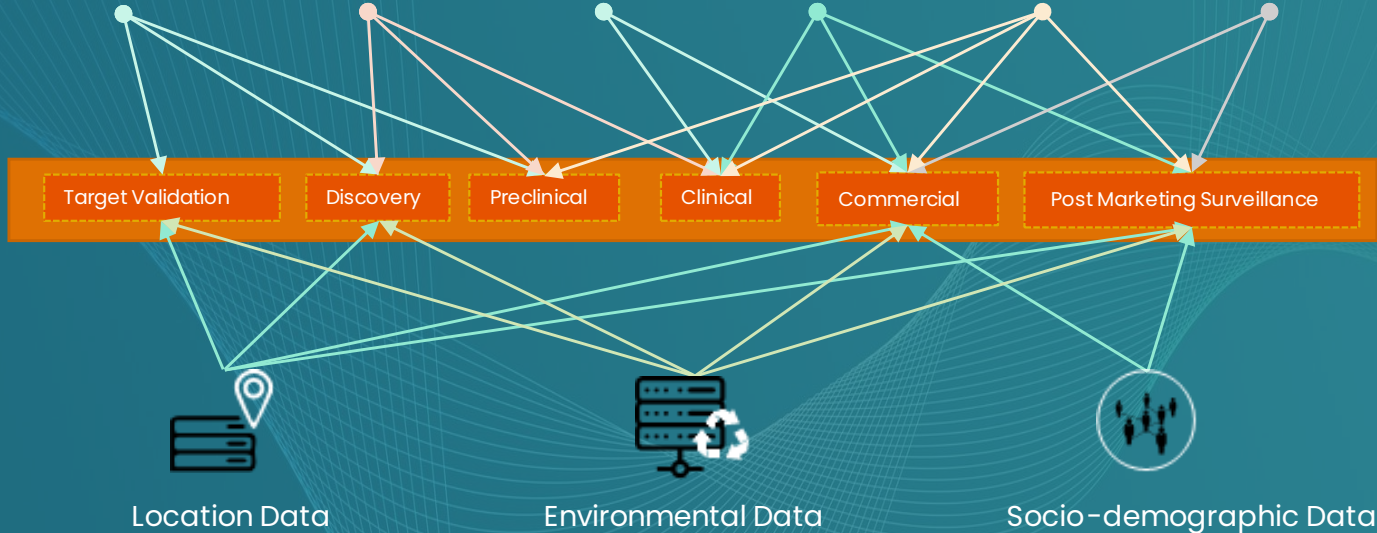 Target Validation
Discovery
Preclinical
Clinical
Commercial
Post Marketing Surveillance
Location Data
Environmental Data
Socio-demographic Data